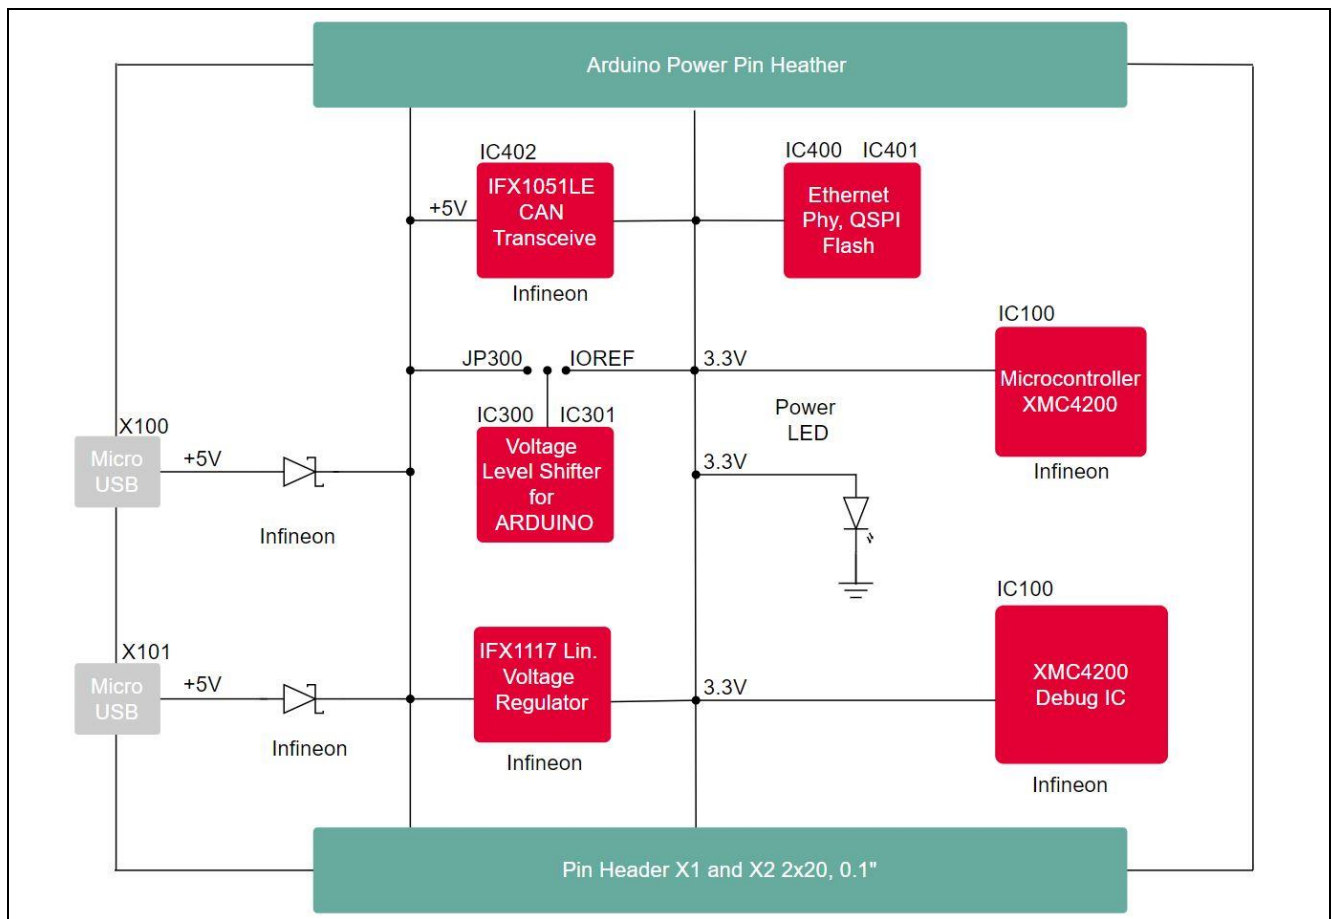 Arduino Power Pin Heather
IC402
IC400 IC401
+5V
IFX1051LE
CAN
Transceive
Ethernet
Phy, QSPI
Flash
Infineon
IC100
JP300
IOREF
3.3V
Microcontroller
XMC4200
Infineon
IC300 IC301
Voltage
Level Shifter
for
ARDUINO
Power
LED
X100
Micro
USB
+5V
Infineon
3.3V
IC100
X101
Micro
USB
+5V
Infineon
IFX1117 Lin.
Voltage
Regulator
Infineon
3.3V
XMC4200
Debug IC
Infineon
Pin Header X1 and X2 2x20, 0.1"